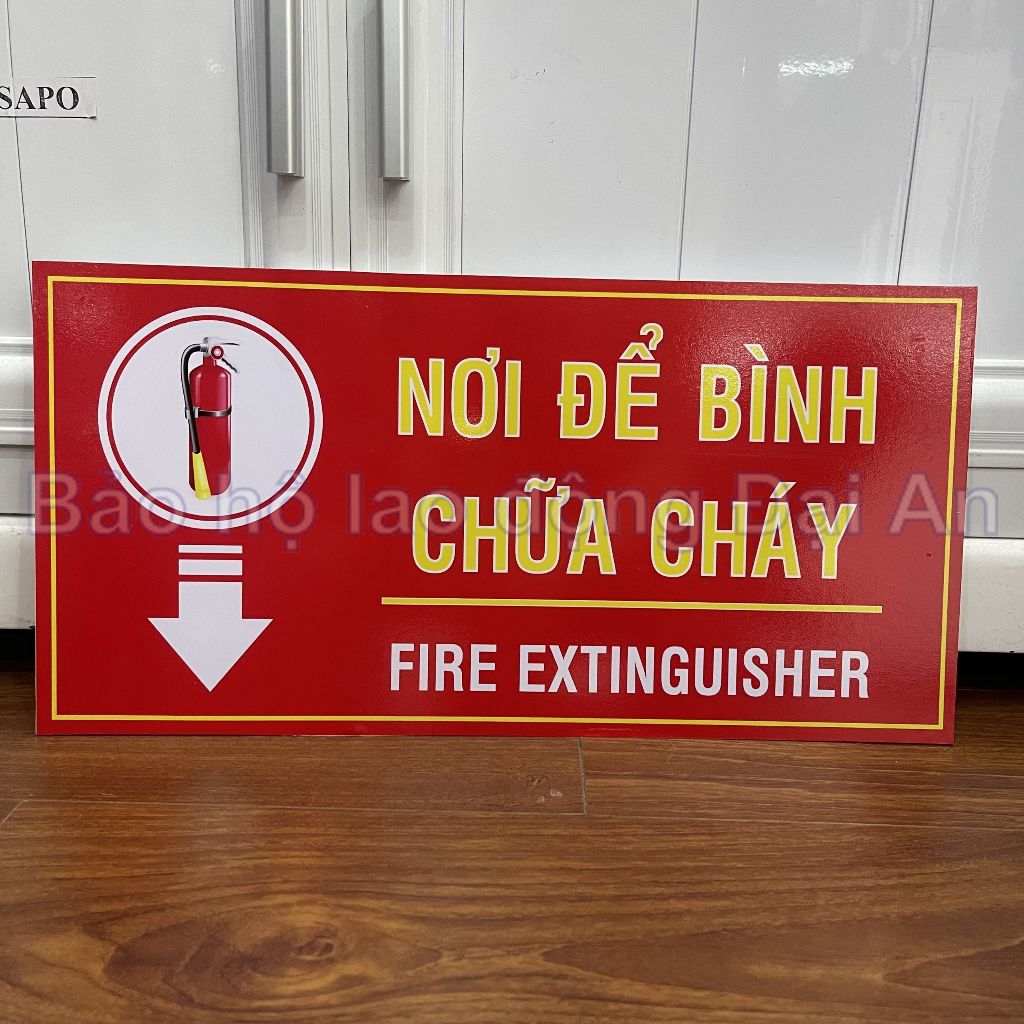 SAPO
NƠI ĐỂ BÌNH
CHỮA CHÁY
Bảo hộ lao động Đại An
FIRE EXTINGUISHER